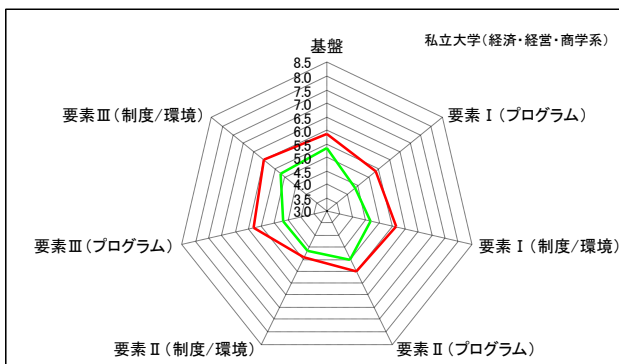 私立大学（経済・経営・商学系）
基盤
8.5
8.0
7.5
7.0
6.5
6.0
5.5
5.0
4.5
4.0
3.5
3.0
要素Ⅰ（プログラム）
要素Ⅰ（制度/環境）
要素Ⅱ（プログラム）
要素Ⅱ（制度/環境）
要素Ⅲ（プログラム）
要素Ⅲ（制度/環境）